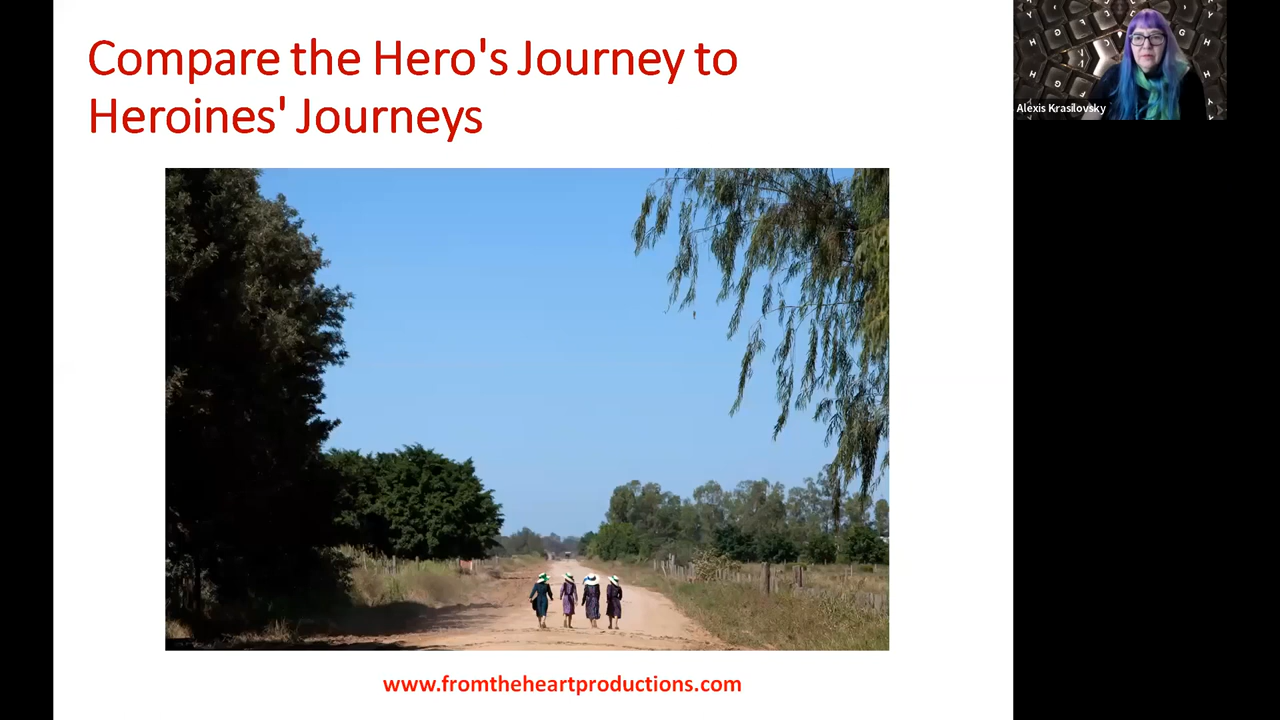 Compare the Hero's Journey to
Heroines' Journeys
Alexis Krasilovsky
www.fromtheheartproductions.com